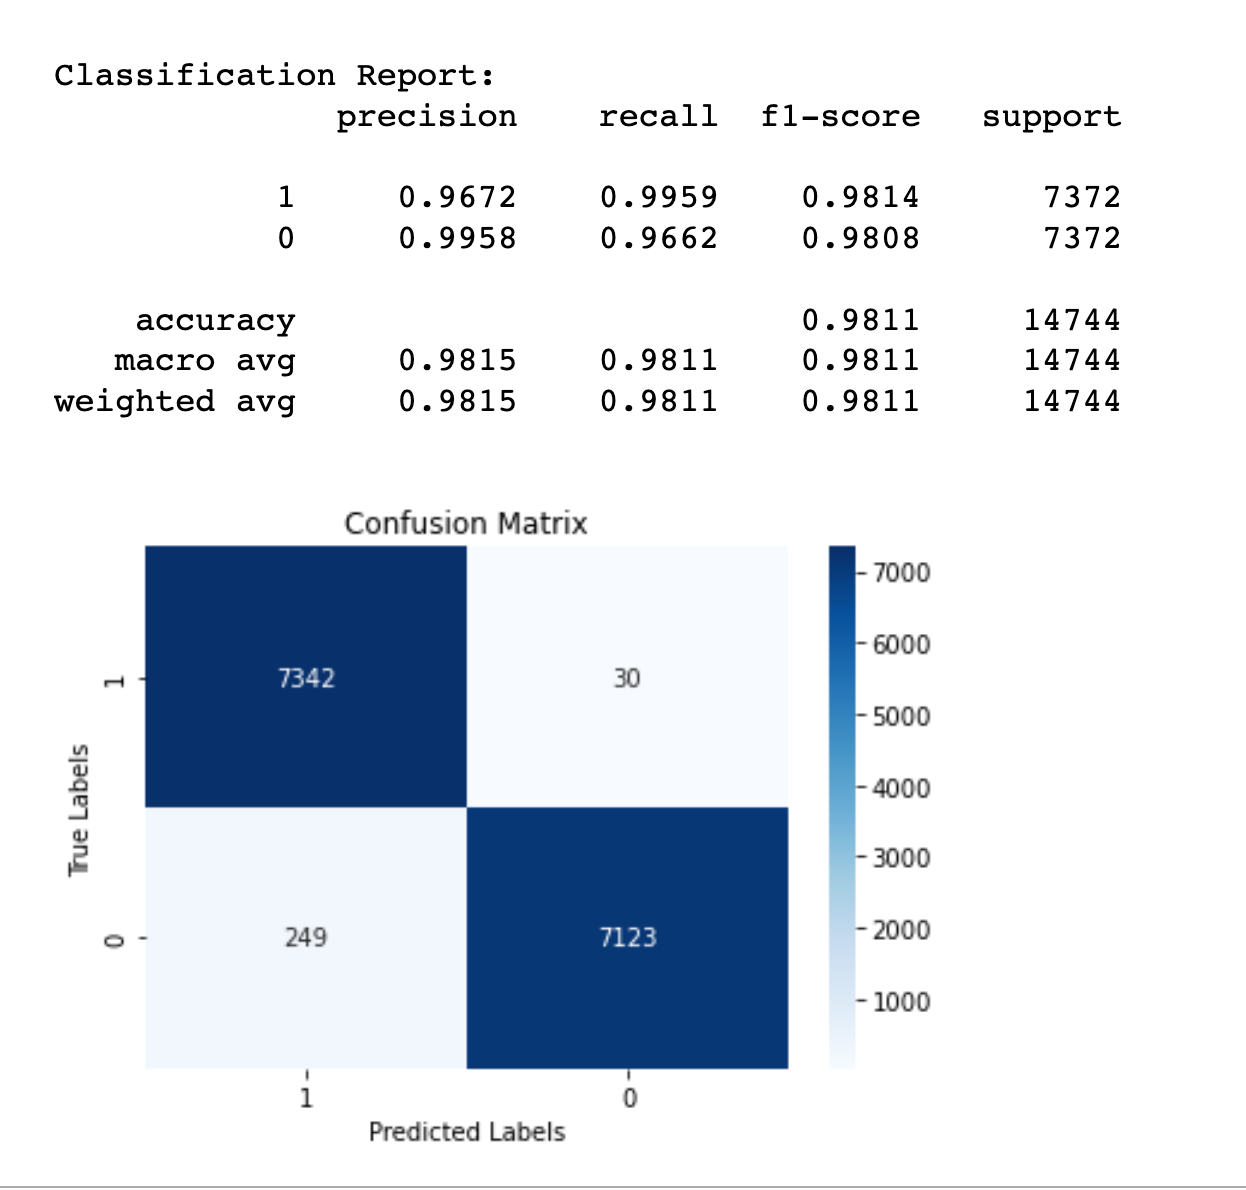 Classification Report:
precision recall f1-score support
1 0.9672 0.9959 0.9814 7372
0 0.9958 0.9662 0.9808 7372
accuracy 0.9811 14744
macro avg 0.9815 0.9811 0.9811 14744
weighted avg 0.9815 0.9811 0.9811 14744
Confusion Matrix
7000
6000
5000
4000
3000
2000
1000
True Labels
1 7342 30
0 249 7123
1 0
Predicted Labels